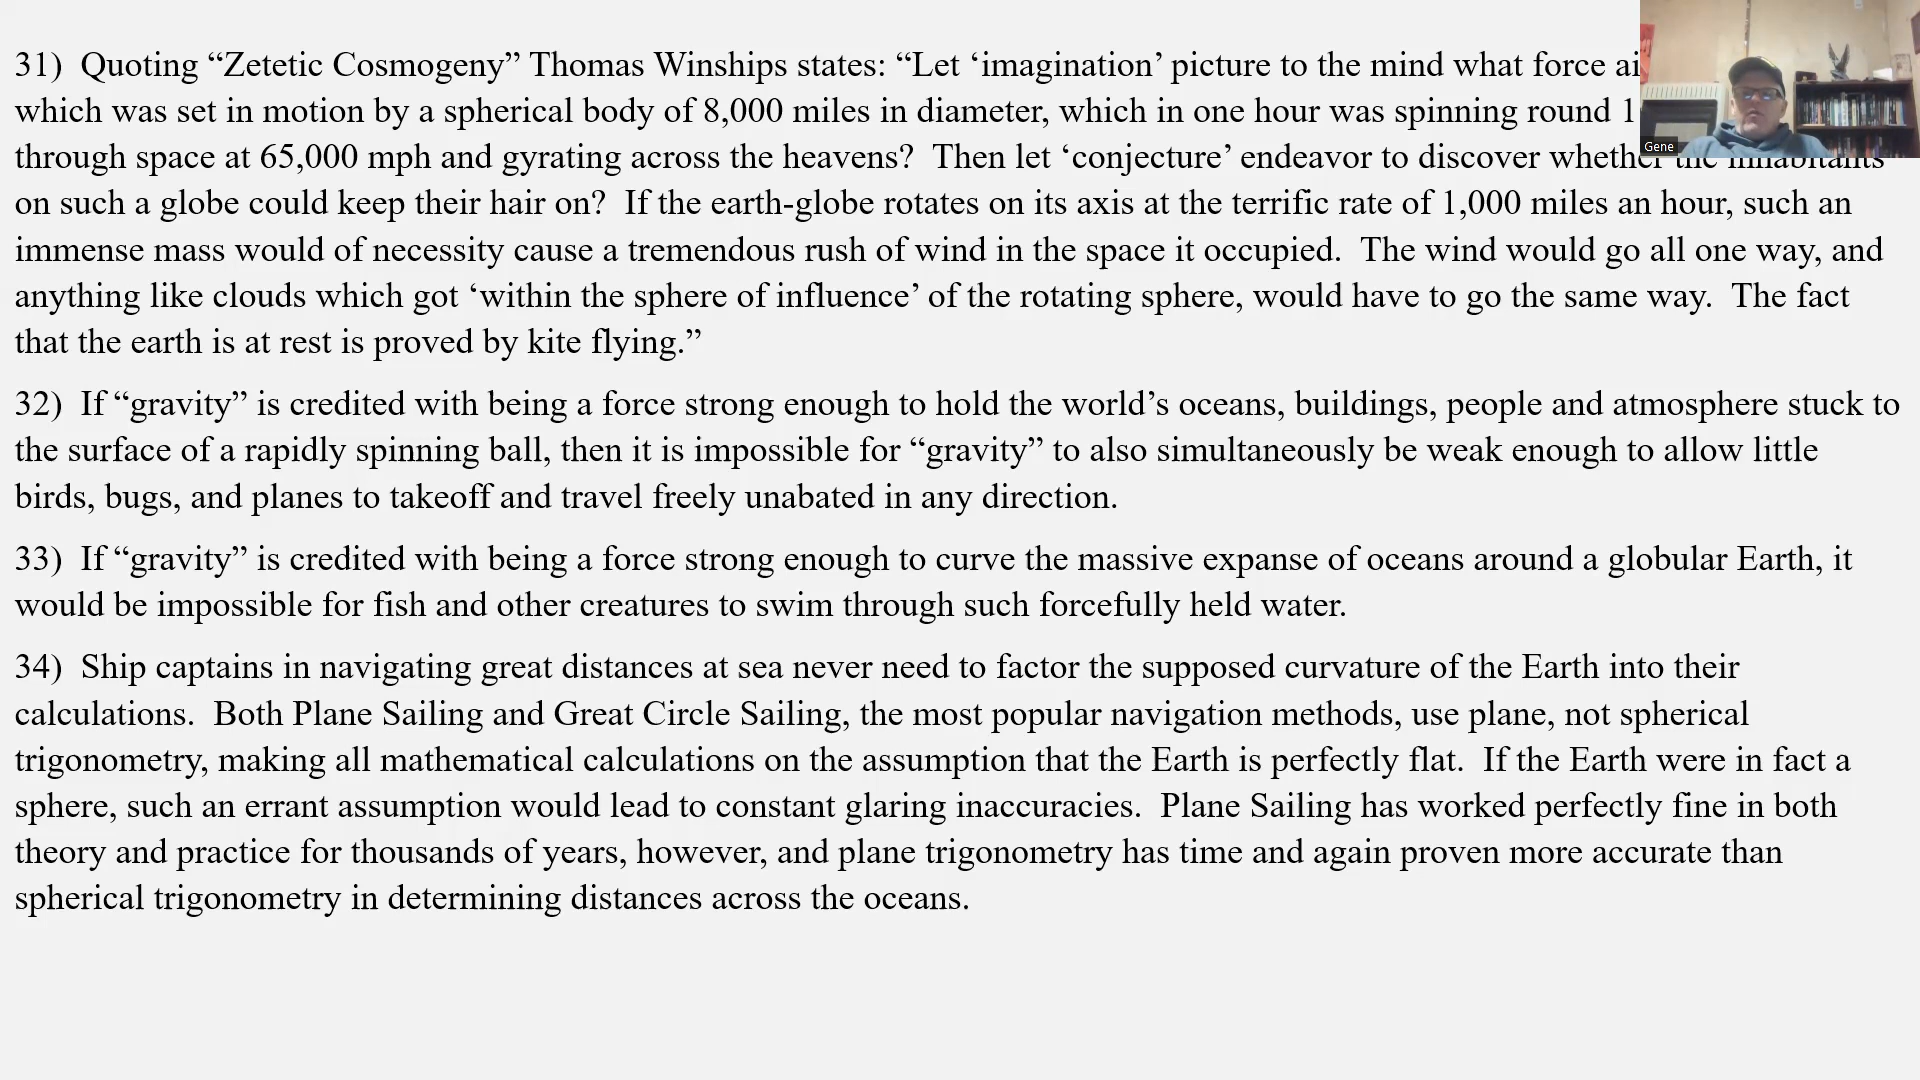 31)  Quoting “Zetetic Cosmogeny” Thomas Winships states: “Let ‘imagination’ picture to the mind what force
which was set in motion by a spherical body of 8,000 miles in diameter, which in one hour was spinning round
through space at 65,000 mph and gyrating across the heavens?  Then let ‘conjecture’ endeavor to discover whether the inhabitants
on such a globe could keep their hair on?  If the earth-globe rotates on its axis at the terrific rate of 1,000 miles an hour, such an
immense mass would of necessity cause a tremendous rush of wind in the space it occupied.  The wind would go all one way, and
anything like clouds which got ‘within the sphere of influence’ of the rotating sphere, would have to go the same way.  The fact
that the earth is at rest is proved by kite flying.”
32)  If “gravity” is credited with being a force strong enough to hold the world’s oceans, buildings, people and atmosphere stuck to
the surface of a rapidly spinning ball, then it is impossible for “gravity” to also simultaneously be weak enough to allow little
birds, bugs, and planes to takeoff and travel freely unabated in any direction.
33)  If “gravity” is credited with being a force strong enough to curve the massive expanse of oceans around a globular Earth, it
would be impossible for fish and other creatures to swim through such forcefully held water.
34)  Ship captains in navigating great distances at sea never need to factor the supposed curvature of the Earth into their
calculations.  Both Plane Sailing and Great Circle Sailing, the most popular navigation methods, use plane, not spherical
trigonometry, making all mathematical calculations on the assumption that the Earth is perfectly flat.  If the Earth were in fact a
sphere, such an errant assumption would lead to constant glaring inaccuracies.  Plane Sailing has worked perfectly fine in both
theory and practice for thousands of years, however, and plane trigonometry has time and again proven more accurate than
spherical trigonometry in determining distances across the oceans.
Gene